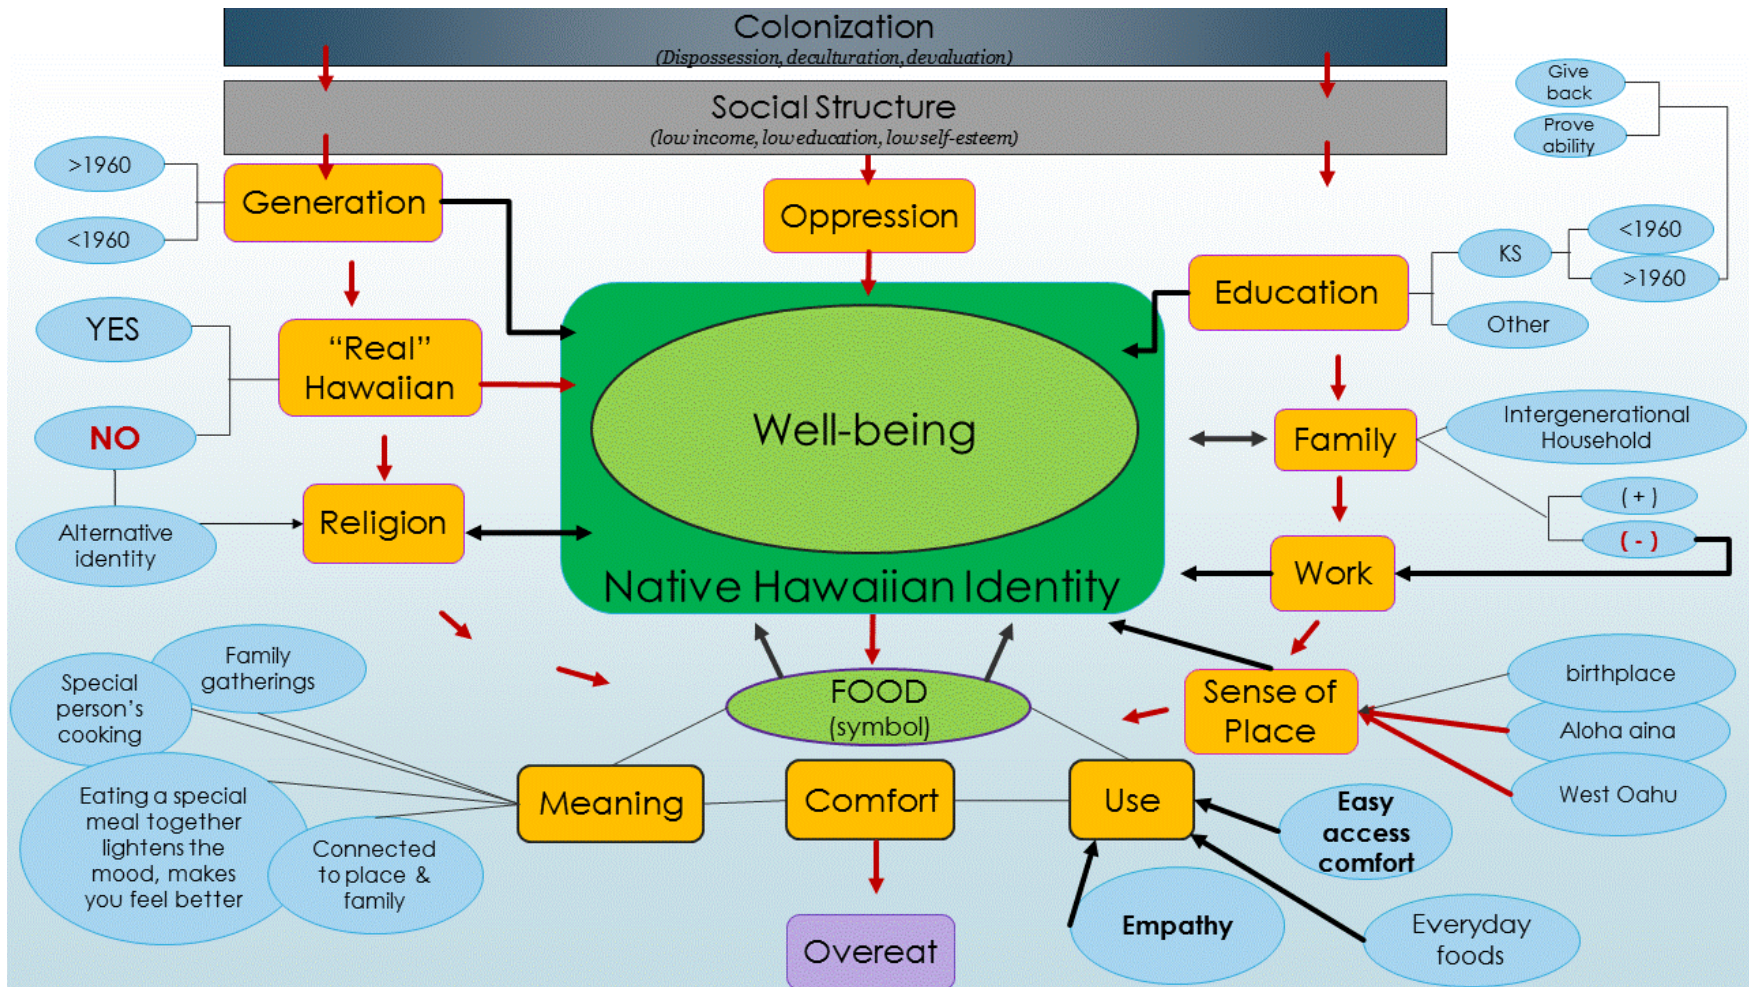 Colonization
(Dispossession, deculturation, devaluation)
Social Structure
(low income, low education, low self-esteem)
Give
back
Prove
ability
>1960
<1960
Generation
Oppression
<1960
KS
>1960
Education
Other
YES
"Real"
Hawaiian
NO
Alternative
identity
Religion
Well-being
Native Hawaiian Identity
Family
Intergenerational
Household
( + )
( - )
Work
Sense of
Place
birthplace
Aloha aina
West Oahu
FOOD
(symbol)
Family
gatherings
Special
person's
cooking
Eating a special
meal together
lightens the
mood, makes
you feel better
Connected
to place &
family
Meaning
Comfort
Use
Easy
access
comfort
Empathy
Everyday
foods
Overeat